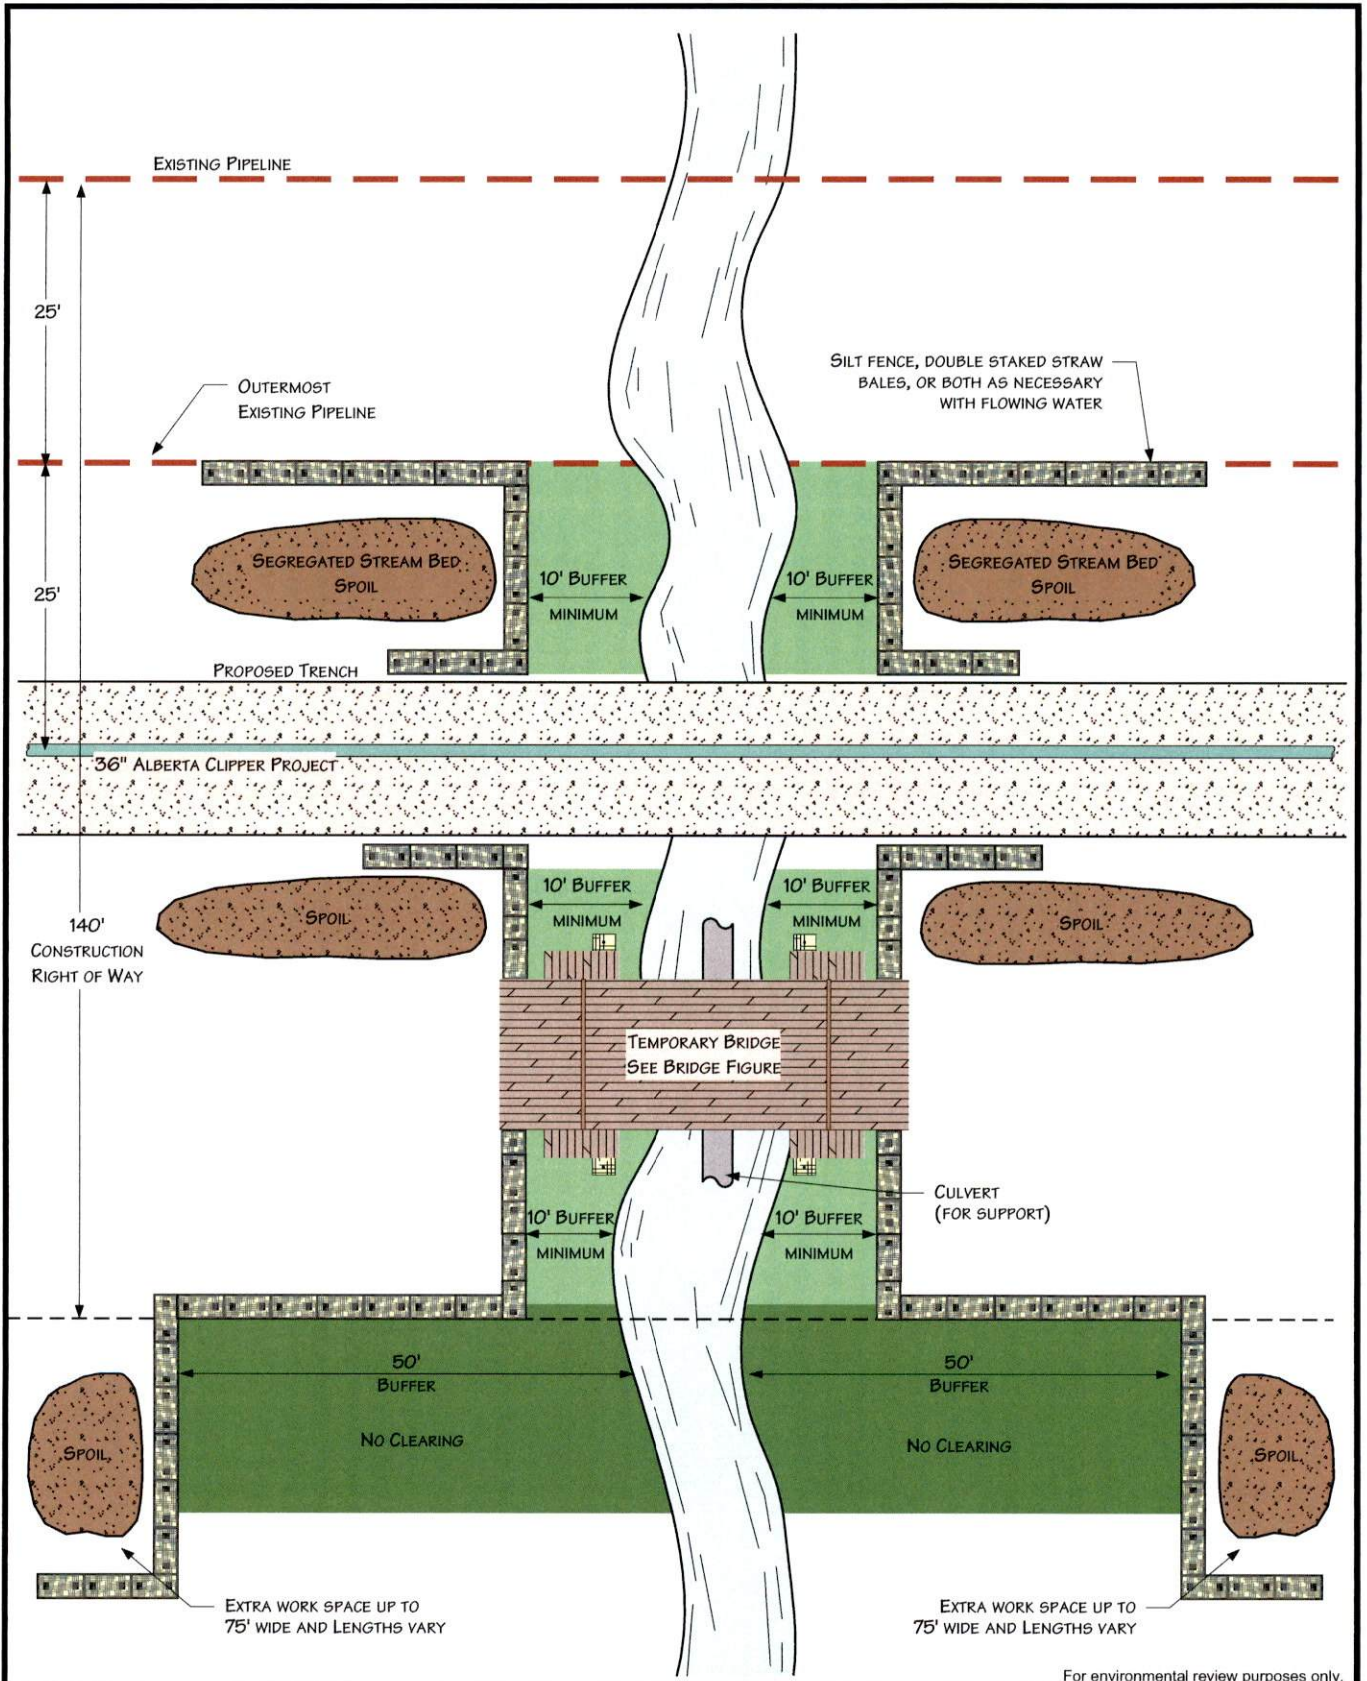 EXISTING PIPELINE
25'
OUTERMOST
EXISTING PIPELINE
SILT FENCE, DOUBLE STAKED STRAW
BALES, OR BOTH AS NECESSARY
WITH FLOWING WATER
SEGREGATED STREAM BED
SPOIL
10' BUFFER
MINIMUM
10' BUFFER
MINIMUM
SEGREGATED STREAM BED
SPOIL
25'
PROPOSED TRENCH
36" ALBERTA CLIPPER PROJECT
10' BUFFER
MINIMUM
10' BUFFER
MINIMUM
SPOIL
SPOIL
140'
CONSTRUCTION
RIGHT OF WAY
TEMPORARY BRIDGE
SEE BRIDGE FIGURE
CULVERT
(FOR SUPPORT)
10' BUFFER
MINIMUM
10' BUFFER
MINIMUM
50'
BUFFER
50'
BUFFER
NO CLEARING
NO CLEARING
SPOIL
SPOIL
EXTRA WORK SPACE UP TO
75' WIDE AND LENGTHS VARY
EXTRA WORK SPACE UP TO
75' WIDE AND LENGTHS VARY
For environmental review purposes only.